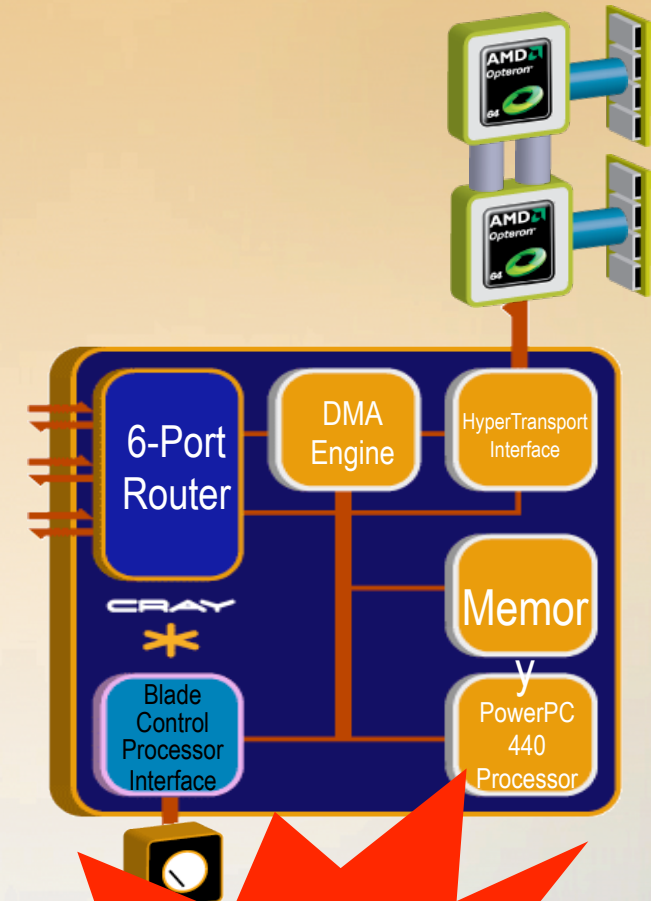 AMD
Opteron
64
AMD
Opteron
64
6-Port
Router
DMA
Engine
HyperTransport
Interface
Memor
y
CRAY
Blade
Control
Processor
Interface
PowerPC
440
Processor